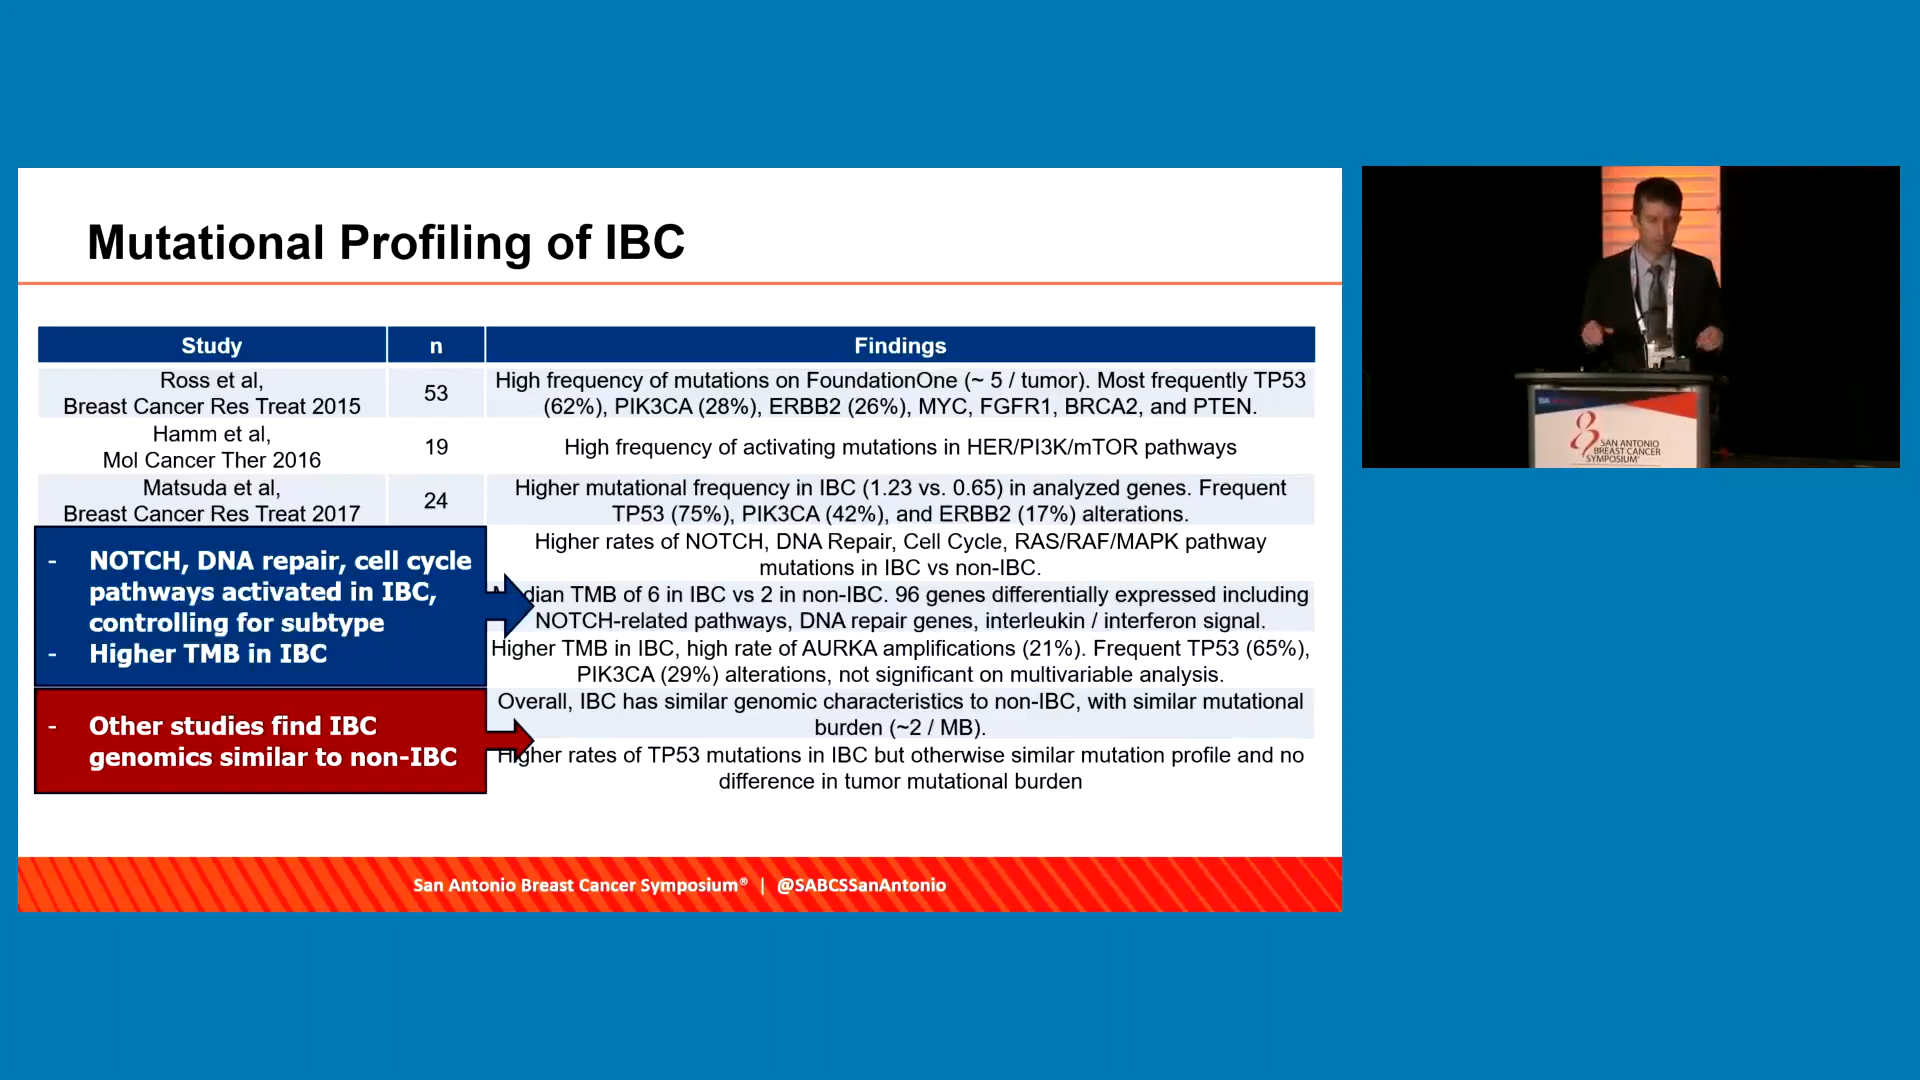 Mutational Profiling of IBC
Study n Findings
Ross et al,
Breast Cancer Res Treat 2015
53
High frequency of mutations on FoundationOne (~ 5 / tumor). Most frequently TP53
(62%), PIK3CA (28%), ERBB2 (26%), MYC, FGFR1, BRCA2, and PTEN.
Hamm et al,
Mol Cancer Ther 2016
19
High frequency of activating mutations in HER/PI3K/mTOR pathways
Matsuda et al,
Breast Cancer Res Treat 2017
24
Higher mutational frequency in IBC (1.23 vs. 0.65) in analyzed genes. Frequent
TP53 (75%), PIK3CA (42%), and ERBB2 (17%) alterations.
- NOTCH, DNA repair, cell cycle
pathways activated in IBC,
controlling for subtype
- Higher TMB in IBC
Higher rates of NOTCH, DNA Repair, Cell Cycle, RAS/RAF/MAPK pathway
mutations in IBC vs non-IBC.
TMB of 6 in IBC vs 2 in non-IBC. 96 genes differentially expressed including
NOTCH-related pathways, DNA repair genes, interleukin / interferon signal.
Higher TMB in IBC, high rate of AURKA amplifications (21%). Frequent TP53 (65%),
PIK3CA (29%) alterations, not significant on multivariable analysis.
- Other studies find IBC
genomics similar to non-IBC
Overall, IBC has similar genomic characteristics to non-IBC, with similar mutational
burden (~2 / MB).
Higher rates of TP53 mutations in IBC but otherwise similar mutation profile and no
difference in tumor mutational burden
San Antonio Breast Cancer Symposium® | @SABCSSanAntonio
SAN ANTONIO
BREAST CANCER
SYMPOSIUM